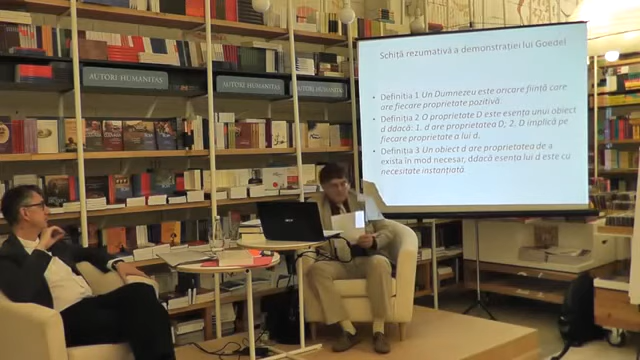 Schiță rezumativă a demonstrației lui Goedel
• Definiția 1 Un Dumnezeu este oricare ființă care
are fiecare proprietate pozitivă.
• Definiția 2 O proprietate D este esența unui obiect
d ddacă: 1. d are proprietatea D; 2. D implică pe
fiecare proprietate a lui d.
• Definiția 3 Un obiect d are proprietatea de a
exista în mod necesar, ddacă esența lui d este cu
necesitate instanțiată.
AUTORI HUMANITAS
AUTORI HUMANITAS
AUTORI HUMANITAS